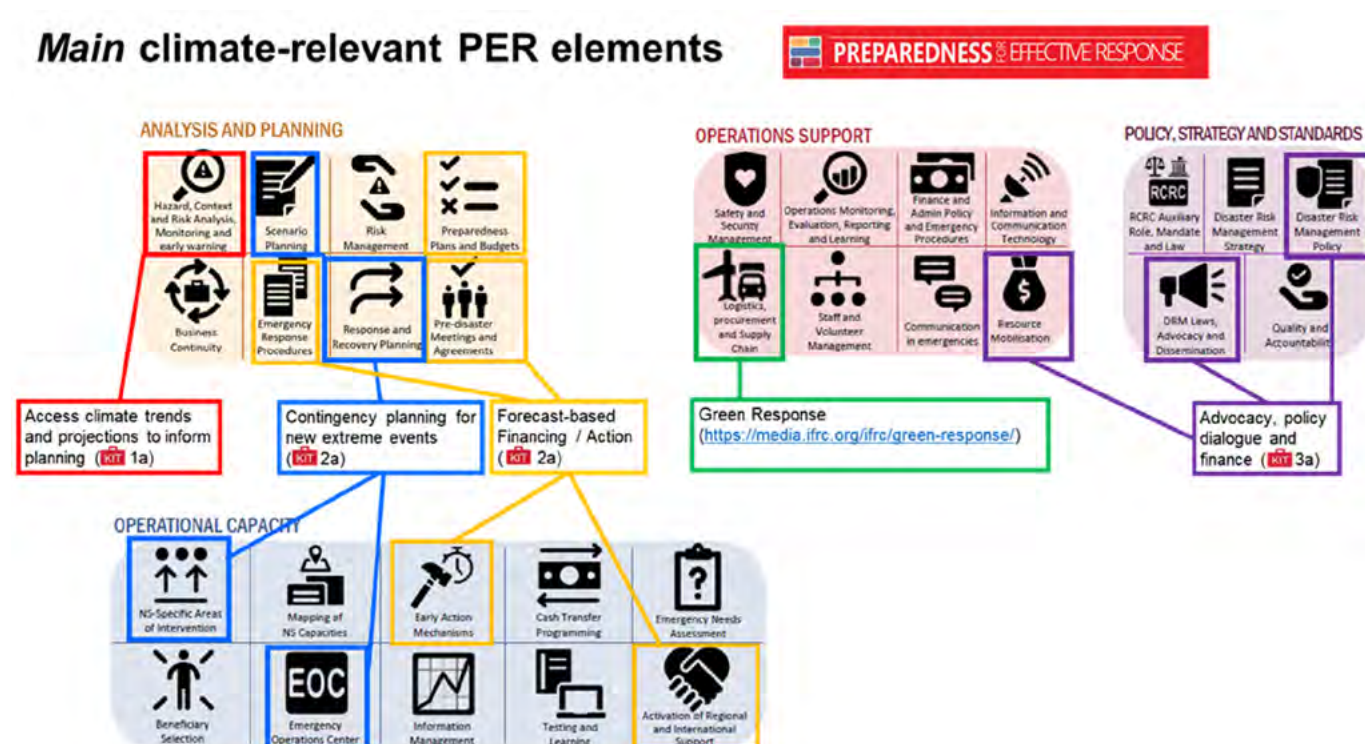 Main climate-relevant PER elements
PREPAREDNESS FOR EFFECTIVE RESPONSE
ANALYSIS AND PLANNING
Hazard, Context
and Risk Analysis,
Monitoring and
early warning
Scenario
Planning
Risk
Management
Preparedness
Plans and Budgets
Business
Continuity
Emergency
Response
Procedures
Response and
Recovery Planning
Pre-disaster
Meetings and
Agreements
OPERATIONS SUPPORT
Safety and
Security
Management
Operations Monitoring,
Evaluation, Reporting
and Learning
Finance and
Admin Policy
and Emergency
Procedures
Information and
Communication
Technology
Logistics,
procurement
and Supply
Chain
Staff and
Volunteer
Management
Communication
in emergencies
Resource
Mobilisation
POLICY, STRATEGY AND STANDARDS
RCRC
RCRC Auxiliary
Role, Mandate
and Law
Disaster Risk
Management
Strategy
Disaster Risk
Management
Policy
DRM Laws,
Advocacy and
Dissemination
Quality and
Accountability
Access climate trends
and projections to inform
planning (KIT 1a)
Contingency planning for
new extreme events
(KIT 2a)
Forecast-based
Financing / Action
(KIT 2a)
Green Response
(https://media.ifrc.org/ifrc/green-response/)
Advocacy, policy
dialogue and
finance (KIT 3a)
OPERATIONAL CAPACITY
NS-Specific Areas
of Intervention
Mapping of
NS Capacities
Early Action
Mechanisms
Cash Transfer
Programming
Emergency Needs
Assessment
Beneficiary
Selection
EOC
Emergency
Operations Center
Information
Management
Testing and
Learning
Activation of Regional
and International
Support